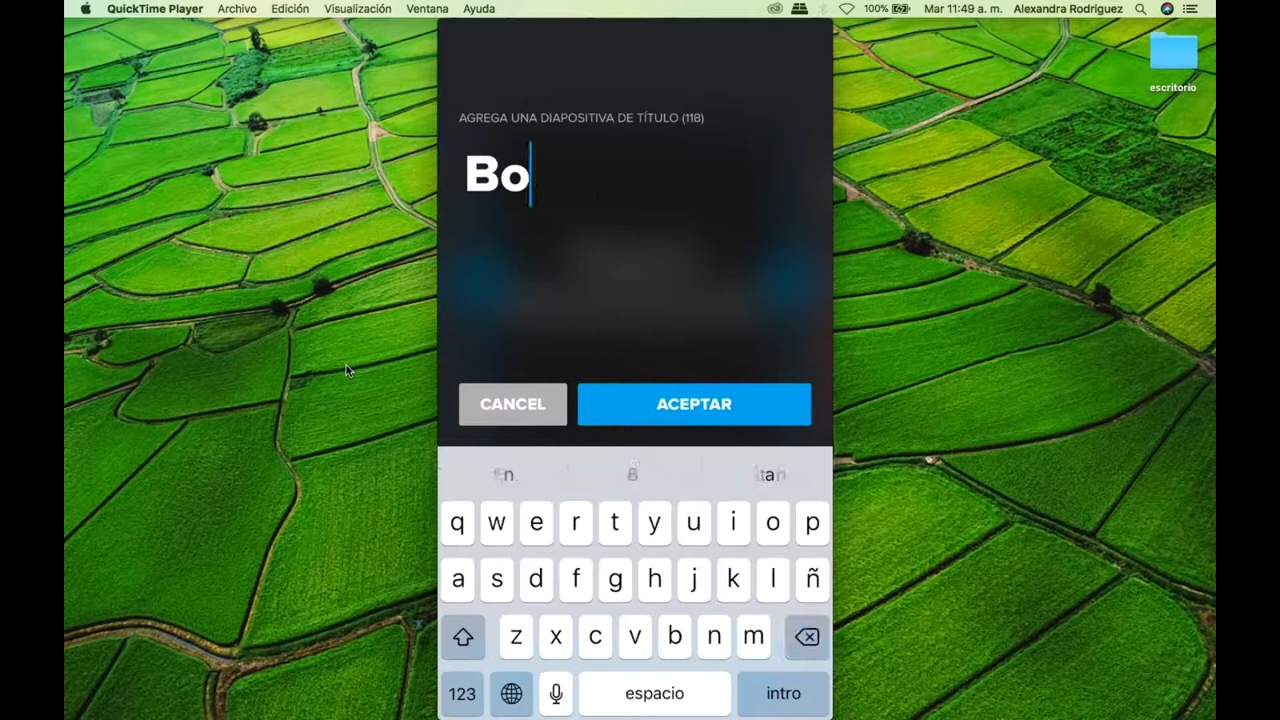 QuickTime Player Archivo Edición Visualización Ventana Ayuda 100% Mar 11:49 a. m. Alexandra Rodríguez
escritorio
AGREGA UNA DIAPOSITIVA DE TÍTULO (118)
Bo
CANCEL ACEPTAR
q w e r t y u i o p
a s d f g h j k l ñ
z x c v b n m
123 espacio intro